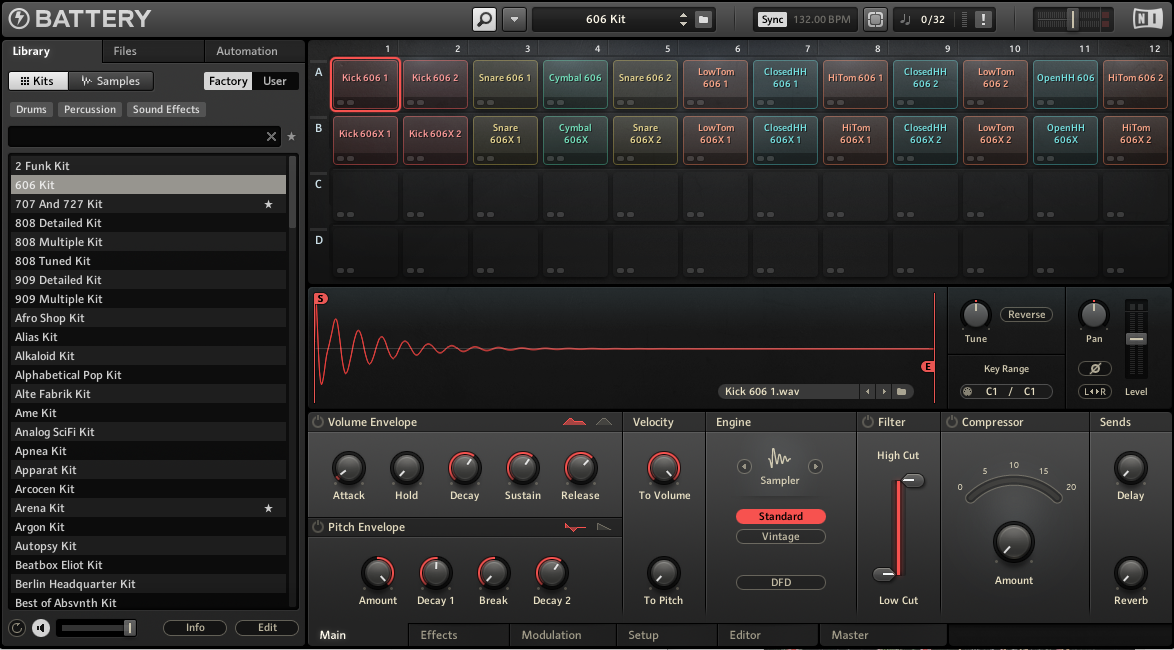 BATTERY
606 Kit
Sync 132.00 BPM
0/32
!
Library Files Automation
Kits Samples Factory User
Drums Percussion Sound Effects
2 Funk Kit
606 Kit
707 And 727 Kit
808 Detailed Kit
808 Multiple Kit
808 Tuned Kit
909 Detailed Kit
909 Multiple Kit
Afro Shop Kit
Alias Kit
Alkaloid Kit
Alphabetical Pop Kit
Alte Fabrik Kit
Ame Kit
Analog SciFi Kit
Apnea Kit
Apparat Kit
Arcocen Kit
Arena Kit
Argon Kit
Autopsy Kit
Beatbox Eliot Kit
Berlin Headquarter Kit
Best of Absynth Kit
Info Edit
1 2 3 4 5 6 7 8 9 10 11 12
A
Kick 606 1
Kick 606 2
Snare 606 1
Cymbal 606
Snare 606 2
LowTom
606 1
ClosedHH
606 1
HiTom 606 1
ClosedHH
606 2
LowTom
606 2
OpenHH 606
HiTom 606 2
B
Kick 606X 1
Kick 606X 2
Snare
606X 1
Cymbal
606X
Snare
606X 2
LowTom
606X 1
ClosedHH
606X 1
HiTom
606X 1
ClosedHH
606X 2
LowTom
606X 2
OpenHH
606X
HiTom
606X 2
C
D
S
E
Kick 606 1.wav
Tune
Reverse
Key Range
C1 / C1
Pan
L R
Level
Volume Envelope
Attack Hold Decay Sustain Release
Pitch Envelope
Amount Decay 1 Break Decay 2
Velocity
To Volume
To Pitch
Engine
Sampler
Standard
Vintage
DFD
Filter
High Cut
Low Cut
Compressor
0 5 10 15 20
Amount
Sends
Delay
Reverb
Main Effects Modulation Setup Editor Master